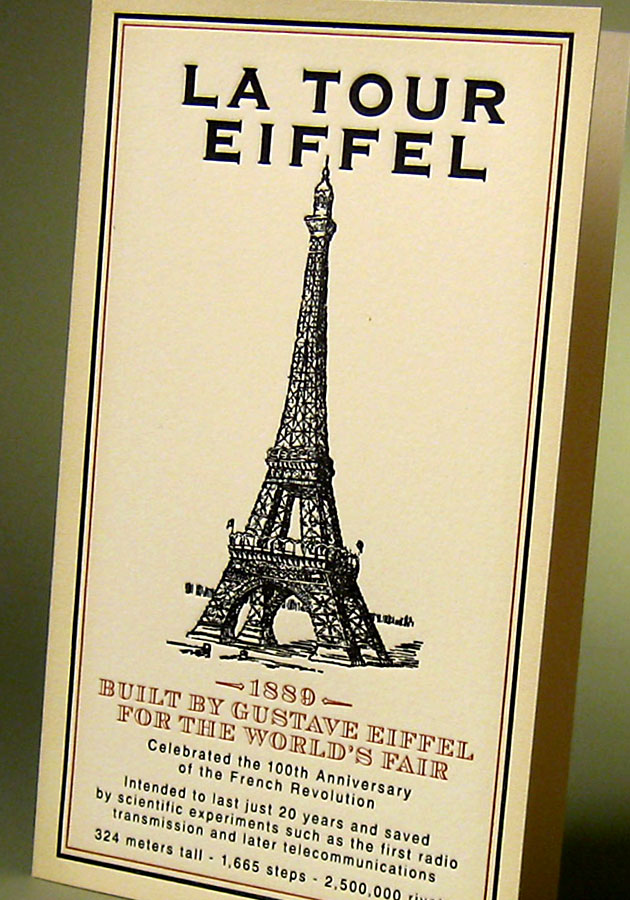 LA TOUR
EIFFEL
1889
BUILT BY GUSTAVE EIFFEL
FOR THE WORLD'S FAIR
Celebrated the 100th Anniversary
of the French Revolution
Intended to last just 20 years and saved
by scientific experiments such as the first radio
transmission and later telecommunications
324 meters tall - 1,665 steps - 2,500,000